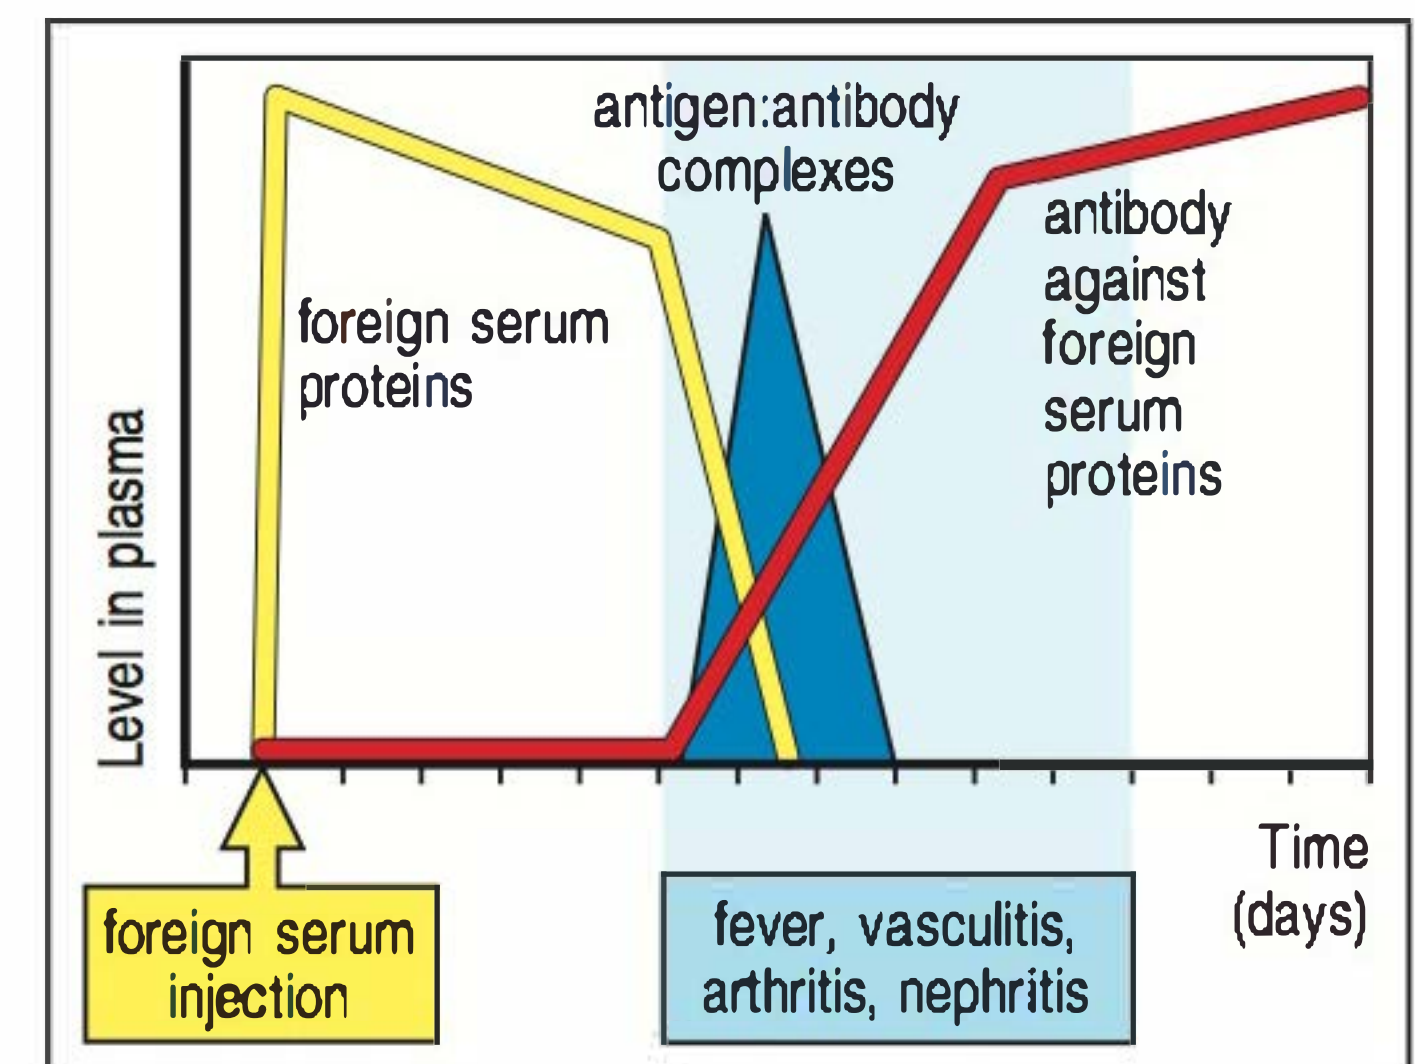 antigen:antibody
complexes
foreign serum
proteins
antibody
against
foreign
serum
proteins
Level in plasma
Time
(days)
foreign serum
injection
fever, vasculitis,
arthritis, nephritis